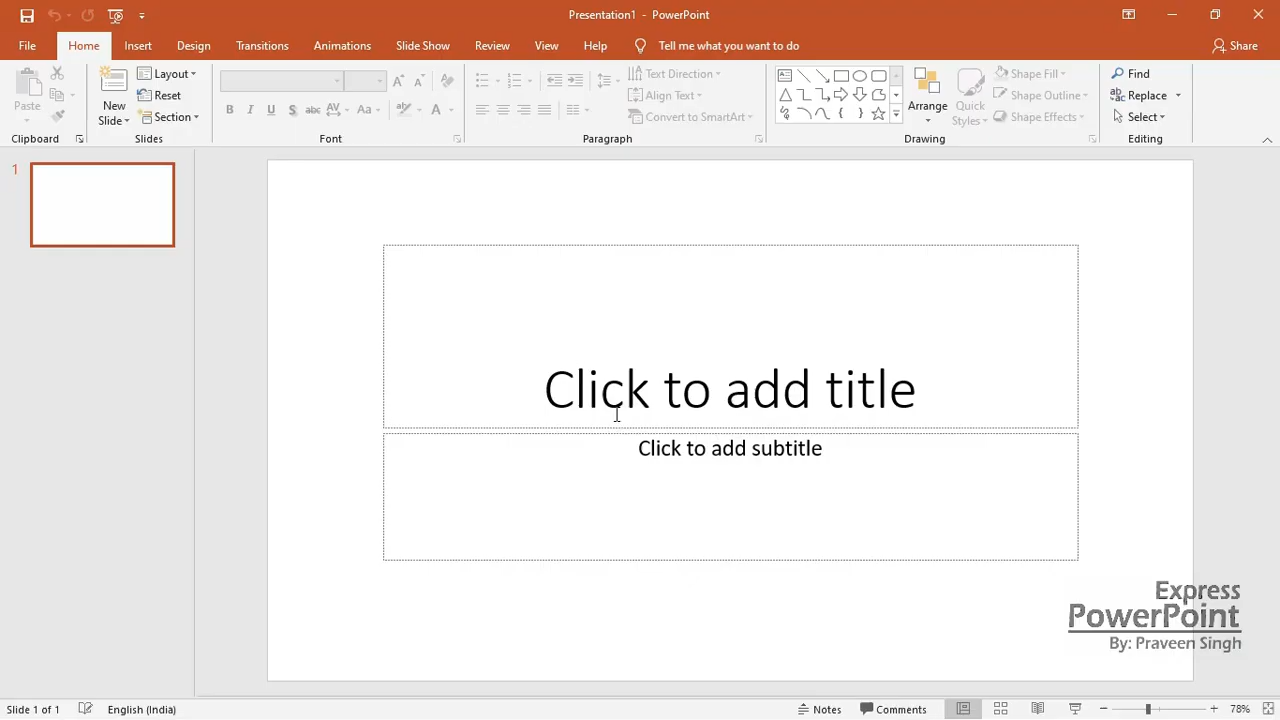 Presentation1 - PowerPoint
File Home Insert Design Transitions Animations Slide Show Review View Help Tell me what you want to do Share
Paste
Clipboard
New Slide
Layout
Reset
Section
Slides
B I U S abc AV Aa A
Font
Text Direction
Align Text
Convert to SmartArt
Paragraph
Arrange
Quick Styles
Shape Fill
Shape Outline
Shape Effects
Drawing
Find
Replace
Select
Editing
1
Click to add title
Click to add subtitle
Express
PowerPoint
By: Praveen Singh
Slide 1 of 1 English (India) Notes Comments 78%